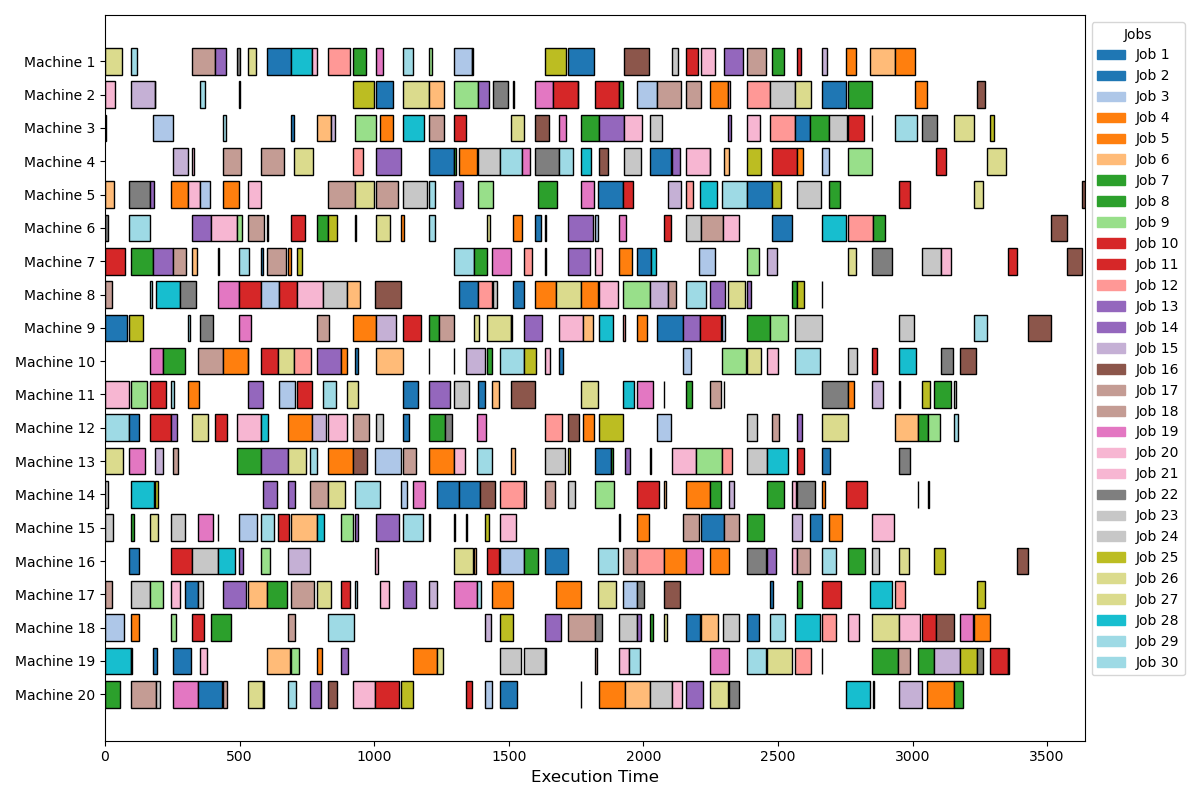 Machine 1
Machine 2
Machine 3
Machine 4
Machine 5
Machine 6
Machine 7
Machine 8
Machine 9
Machine 10
Machine 11
Machine 12
Machine 13
Machine 14
Machine 15
Machine 16
Machine 17
Machine 18
Machine 19
Machine 20
0 500 1000 1500 2000 2500 3000 3500
Execution Time
Jobs
Job 1
Job 2
Job 3
Job 4
Job 5
Job 6
Job 7
Job 8
Job 9
Job 10
Job 11
Job 12
Job 13
Job 14
Job 15
Job 16
Job 17
Job 18
Job 19
Job 20
Job 21
Job 22
Job 23
Job 24
Job 25
Job 26
Job 27
Job 28
Job 29
Job 30